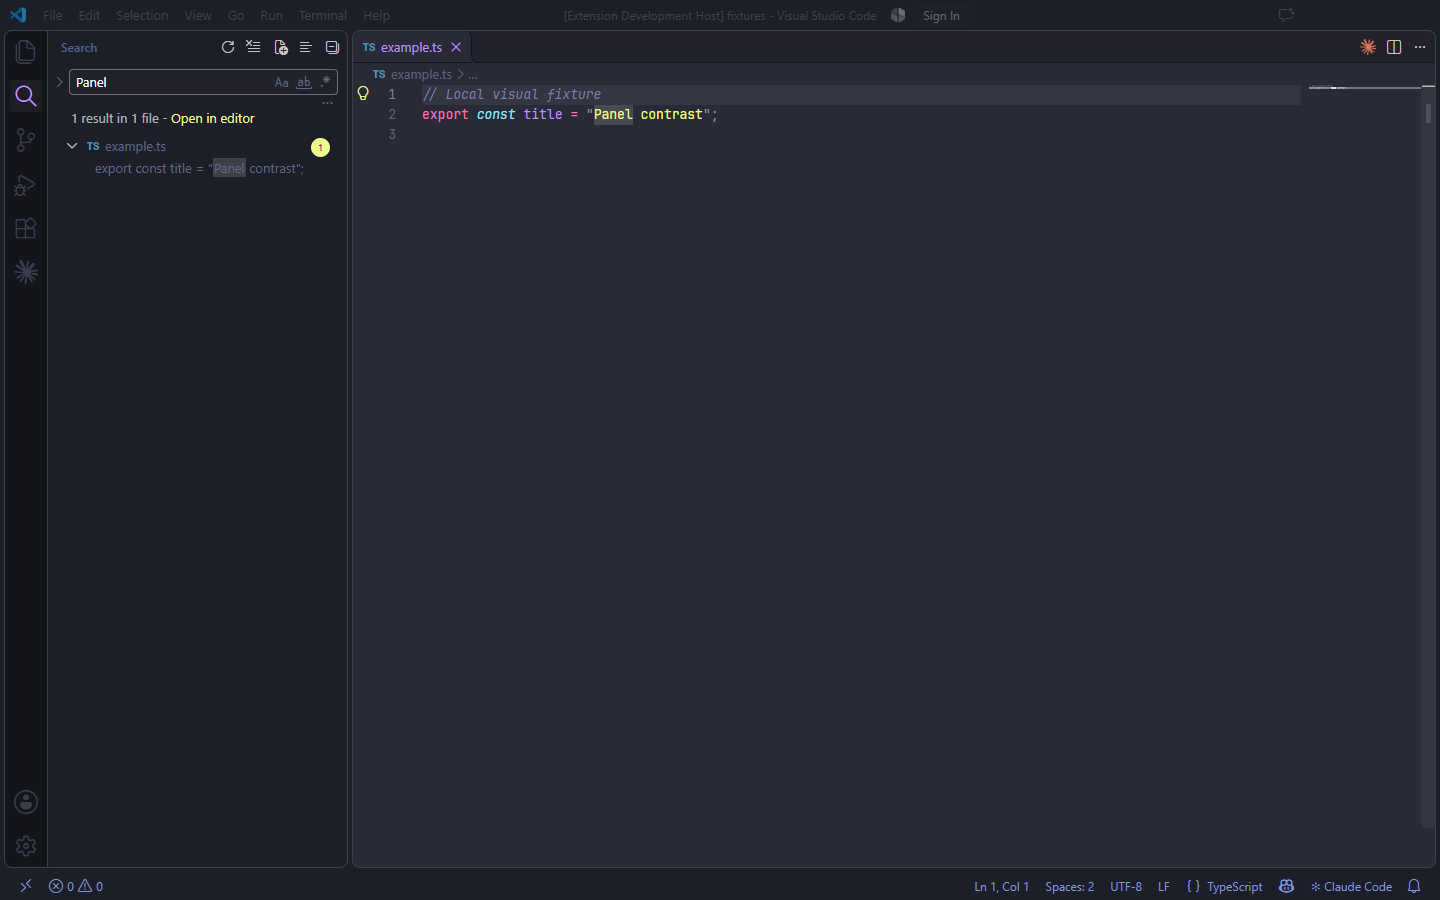 File Edit Selection View Go Run Terminal Help
[Extension Development Host] fixtures - Visual Studio Code
Sign In
Search
Panel
Aa ab .*
1 result in 1 file - Open in editor
TS example.ts 1
export const title = "Panel contrast";
TS example.ts
TS example.ts > ...
1 // Local visual fixture
2 export const title = "Panel contrast";
3
0 0
Ln 1, Col 1 Spaces: 2 UTF-8 LF { } TypeScript Claude Code